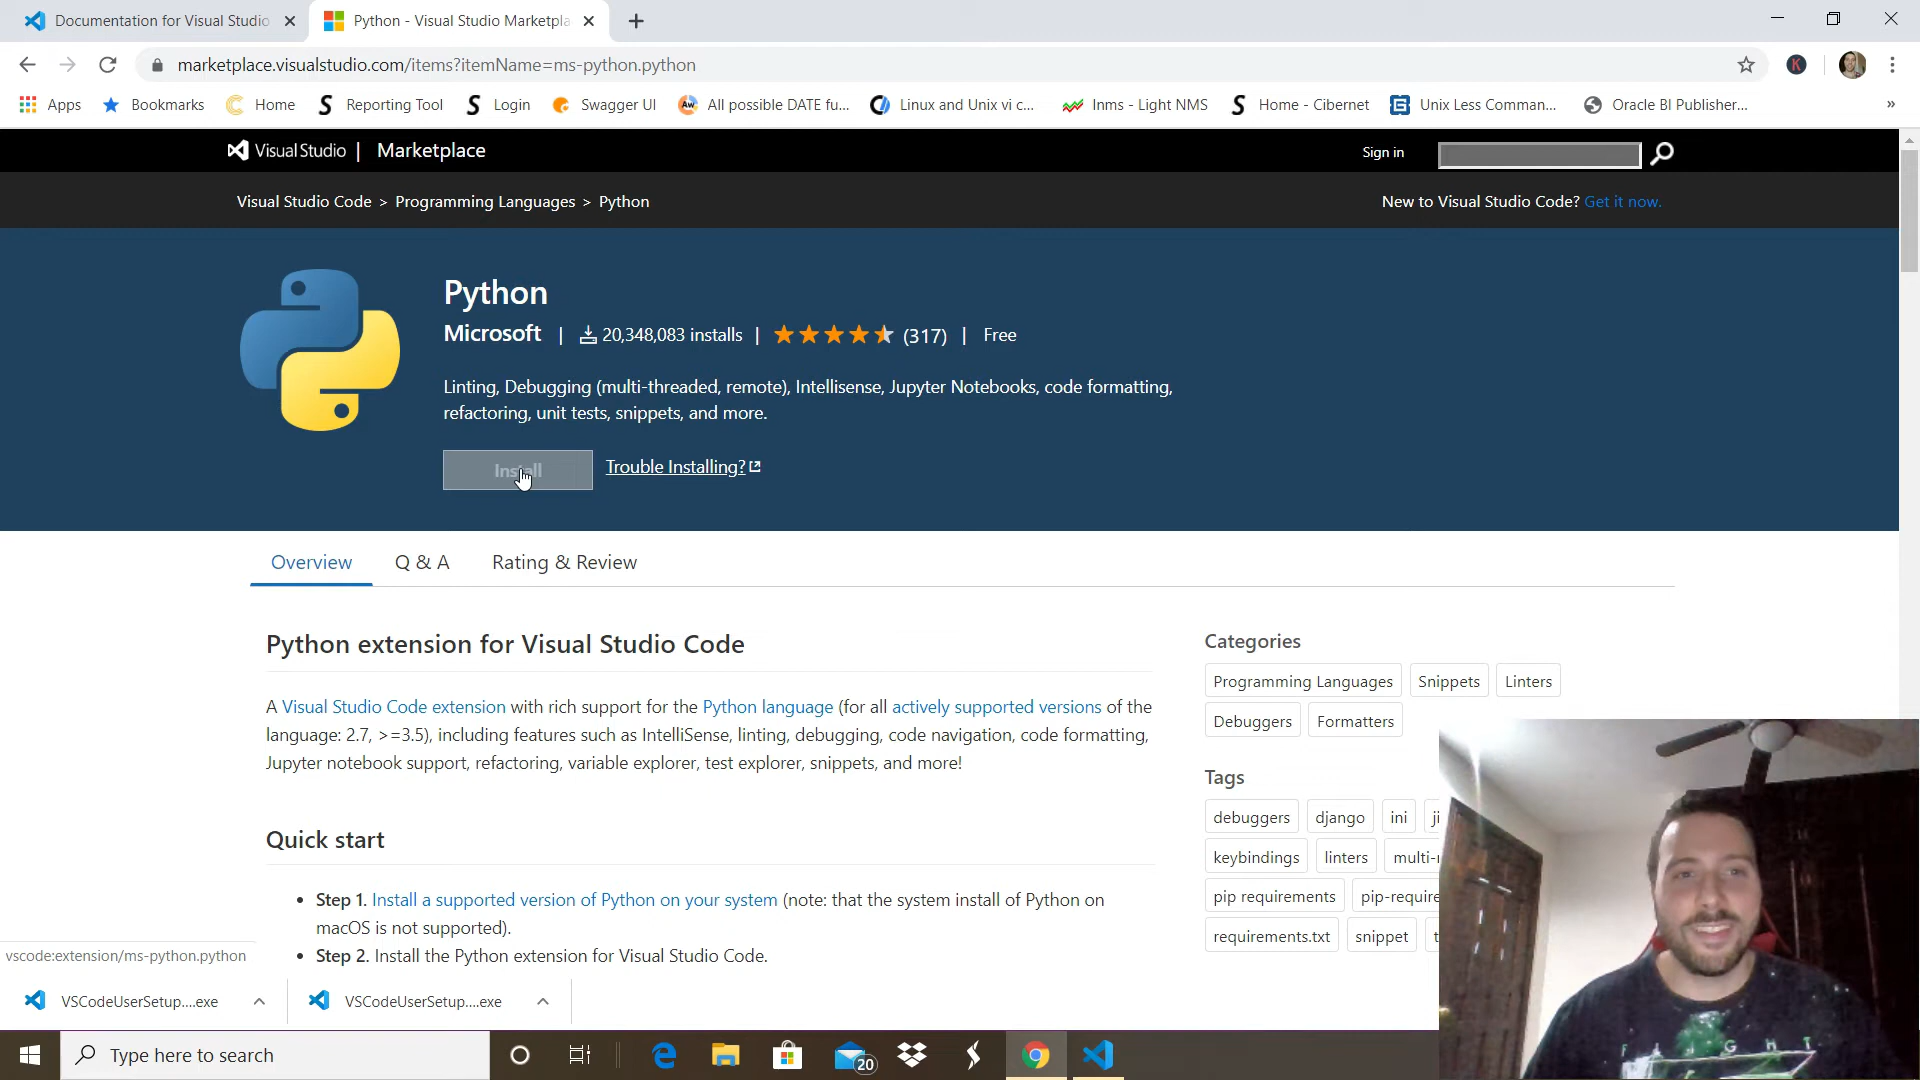 Documentation for Visual Studio
Python - Visual Studio Marketpla
marketplace.visualstudio.com/items?itemName=ms-python.python
K
Apps
Bookmarks
Home
Reporting Tool
Login
Swagger UI
Aw
All possible DATE fu...
Linux and Unix vi c...
lnms - Light NMS
Home - Cibernet
Unix Less Comman...
Oracle BI Publisher...
»
Visual Studio | Marketplace
Sign in
Visual Studio Code > Programming Languages > Python
New to Visual Studio Code? Get it now.
Python
Microsoft | 20,348,083 installs | (317) | Free
Linting, Debugging (multi-threaded, remote), Intellisense, Jupyter Notebooks, code formatting,
refactoring, unit tests, snippets, and more.
Install
Trouble Installing?
Overview
Q & A
Rating & Review
Python extension for Visual Studio Code
A Visual Studio Code extension with rich support for the Python language (for all actively supported versions of the
language: 2.7, >=3.5), including features such as IntelliSense, linting, debugging, code navigation, code formatting,
Jupyter notebook support, refactoring, variable explorer, test explorer, snippets, and more!
Quick start
• Step 1. Install a supported version of Python on your system (note: that the system install of Python on
macOS is not supported).
• Step 2. Install the Python extension for Visual Studio Code.
Categories
Programming Languages
Snippets
Linters
Debuggers
Formatters
Tags
debuggers
django
ini
ji
keybindings
linters
multi-r
pip requirements
pip-require
requirements.txt
snippet
t
vscode:extension/ms-python.python
VSCodeUserSetup....exe
VSCodeUserSetup....exe
Type here to search
20